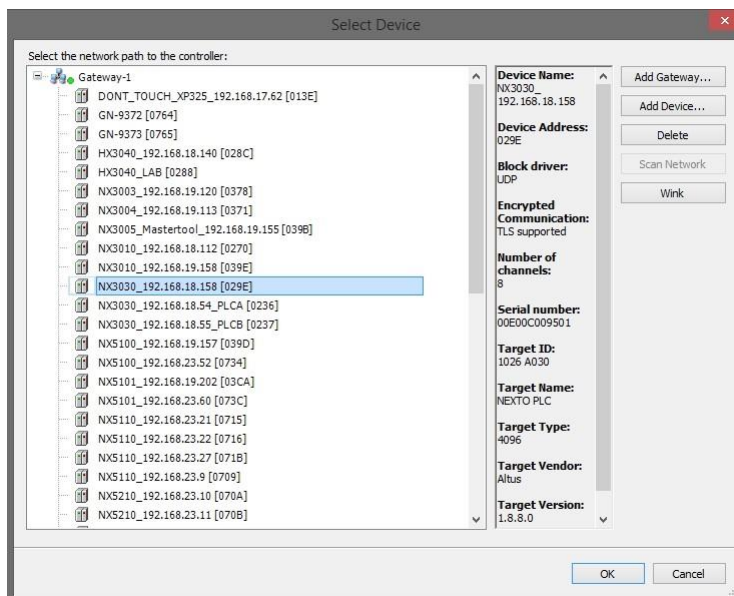 Select Device
Select the network path to the controller:
Gateway-1
DONT_TOUCH_XP325_192.168.17.62 [013E]
GN-9372 [0764]
GN-9373 [0765]
HX3040_192.168.18.140 [028C]
HX3040_LAB [0288]
NX3003_192.168.19.120 [0378]
NX3004_192.168.19.113 [0371]
NX3005_Mastertool_192.168.19.155 [039B]
NX3010_192.168.18.112 [0270]
NX3010_192.168.19.158 [039E]
NX3030_192.168.18.158 [029E]
NX3030_192.168.18.54_PLCA [0236]
NX3030_192.168.18.55_PLCB [0237]
NX5100_192.168.19.157 [039D]
NX5100_192.168.23.52 [0734]
NX5101_192.168.19.202 [03CA]
NX5101_192.168.23.60 [073C]
NX5110_192.168.23.21 [0715]
NX5110_192.168.23.22 [0716]
NX5110_192.168.23.27 [071B]
NX5110_192.168.23.9 [0709]
NX5210_192.168.23.10 [070A]
NX5210_192.168.23.11 [070B]
Device Name:
NX3030_
192.168.18.158
Device Address:
029E
Block driver:
UDP
Encrypted
Communication:
TLS supported
Number of
channels:
8
Serial number:
00E00C009501
Target ID:
1026 A030
Target Name:
NEXTO PLC
Target Type:
4096
Target Vendor:
Altus
Target Version:
1.8.8.0
Add Gateway...
Add Device...
Delete
Scan Network
Wink
OK
Cancel